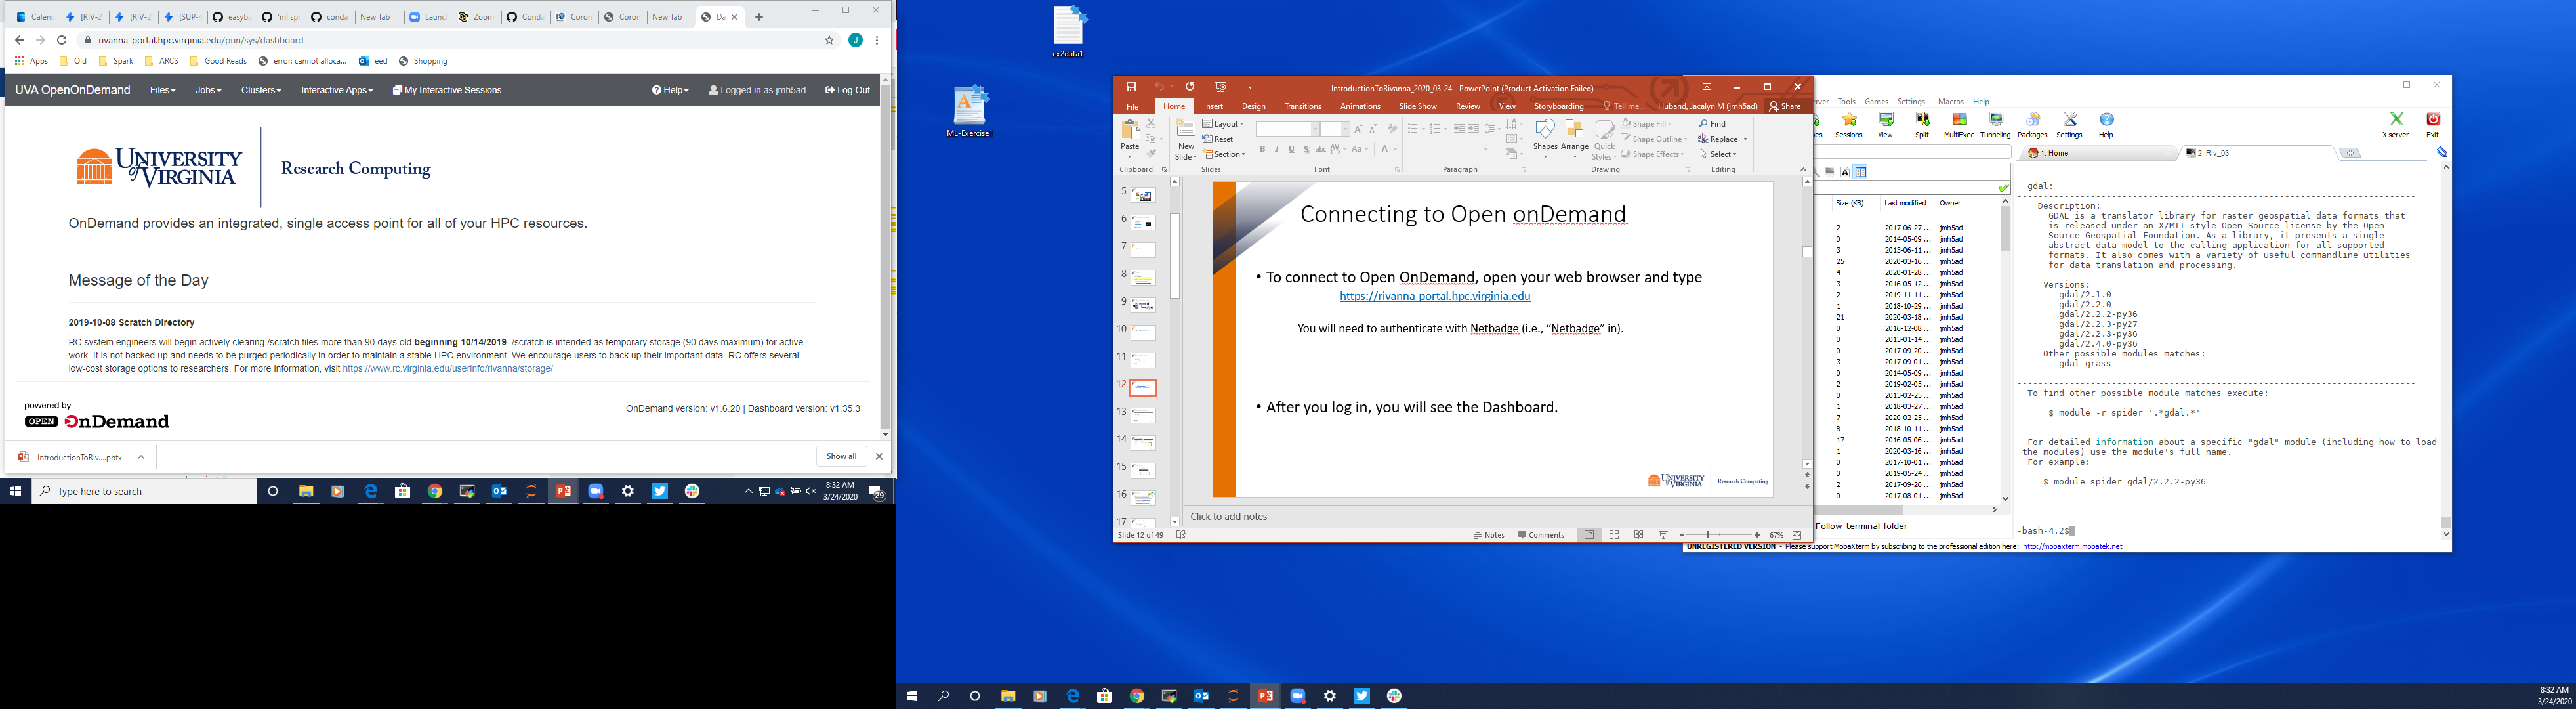 Calend
[RIV-2
[RIV-2
[SUP-4
easybu
'ml spi
conda
New Tab
Launc
Zoom
Conda
Coron
Coron
New Tab
Da
rivanna-portal.hpc.virginia.edu/pun/sys/dashboard
Apps Old Spark ARCS Good Reads error: cannot alloca... eed Shopping
UVA OpenOnDemand Files Jobs Clusters Interactive Apps My Interactive Sessions Help Logged in as jmh5ad Log Out
UNIVERSITY
of VIRGINIA
Research Computing
OnDemand provides an integrated, single access point for all of your HPC resources.
Message of the Day
2019-10-08 Scratch Directory
RC system engineers will begin actively clearing /scratch files more than 90 days old beginning 10/14/2019. /scratch is intended as temporary storage (90 days maximum) for active
work. It is not backed up and needs to be purged periodically in order to maintain a stable HPC environment. We encourage users to back up their important data. RC offers several
low-cost storage options to researchers. For more information, visit https://www.rc.virginia.edu/userinfo/rivanna/storage/
powered by
OPEN OnDemand
OnDemand version: v1.6.20 | Dashboard version: v1.35.3
IntroductionToRiv....pptx
Show all
Type here to search
8:32 AM
3/24/2020
29
ex2data1
ML-Exercise1
IntroductionToRivanna_2020_03-24 - PowerPoint (Product Activation Failed)
File Home Insert Design Transitions Animations Slide Show Review View Storyboarding Tell me... Huband, Jacalyn M (jmh5ad) Share
Paste
New
Slide
Layout
Reset
Section
Shapes Arrange Quick
Styles
Shape Fill
Shape Outline
Shape Effects
Find
Replace
Select
Clipboard Slides Font Paragraph Drawing Editing
5
6
7
8
9
10
11
12
13
14
15
16
17
Connecting to Open onDemand
• To connect to Open OnDemand, open your web browser and type
https://rivanna-portal.hpc.virginia.edu
You will need to authenticate with Netbadge (i.e., “Netbadge” in).
• After you log in, you will see the Dashboard.
UNIVERSITY
of VIRGINIA
Research Computing
Click to add notes
Slide 12 of 49
Notes Comments 67%
rver Tools Games Settings Macros Help
es Sessions View Split MultiExec Tunneling Packages Settings Help
X server Exit
1. Home
2. Riv_03
Size (KB) Last modified Owner
2 2017-06-27 ... jmh5ad
0 2014-05-09 ... jmh5ad
3 2013-06-11 ... jmh5ad
25 2020-03-16 ... jmh5ad
4 2020-01-28 ... jmh5ad
3 2016-05-12 ... jmh5ad
2 2019-11-11 ... jmh5ad
1 2018-10-29 ... jmh5ad
21 2020-03-18 ... jmh5ad
0 2016-12-08 ... jmh5ad
0 2013-01-14 ... jmh5ad
0 2017-09-20 ... jmh5ad
3 2017-09-01 ... jmh5ad
0 2014-05-09 ... jmh5ad
2 2019-02-05 ... jmh5ad
0 2013-02-25 ... jmh5ad
1 2018-03-27 ... jmh5ad
7 2020-02-25 ... jmh5ad
8 2018-10-11 ... jmh5ad
17 2016-05-06 ... jmh5ad
1 2020-03-16 ... jmh5ad
0 2017-10-01 ... jmh5ad
0 2019-05-24 ... jmh5ad
2 2017-09-26 ... jmh5ad
0 2017-08-01 ... jmh5ad
Follow terminal folder
gdal:
Description:
GDAL is a translator library for raster geospatial data formats that
is released under an X/MIT style Open Source license by the Open
Source Geospatial Foundation. As a library, it presents a single
abstract data model to the calling application for all supported
formats. It also comes with a variety of useful commandline utilities
for data translation and processing.
Versions:
gdal/2.1.0
gdal/2.2.0
gdal/2.2.2-py36
gdal/2.2.3-py27
gdal/2.2.3-py36
gdal/2.4.0-py36
Other possible modules matches:
gdal-grass
To find other possible module matches execute:
$ module -r spider '.*gdal.*'
For detailed information about a specific "gdal" module (including how to load
the modules) use the module's full name.
For example:
$ module spider gdal/2.2.2-py36
-bash-4.2$
UNREGISTERED VERSION - Please support MobaXterm by subscribing to the professional edition here: http://mobaxterm.mobatek.net
8:32 AM
3/24/2020